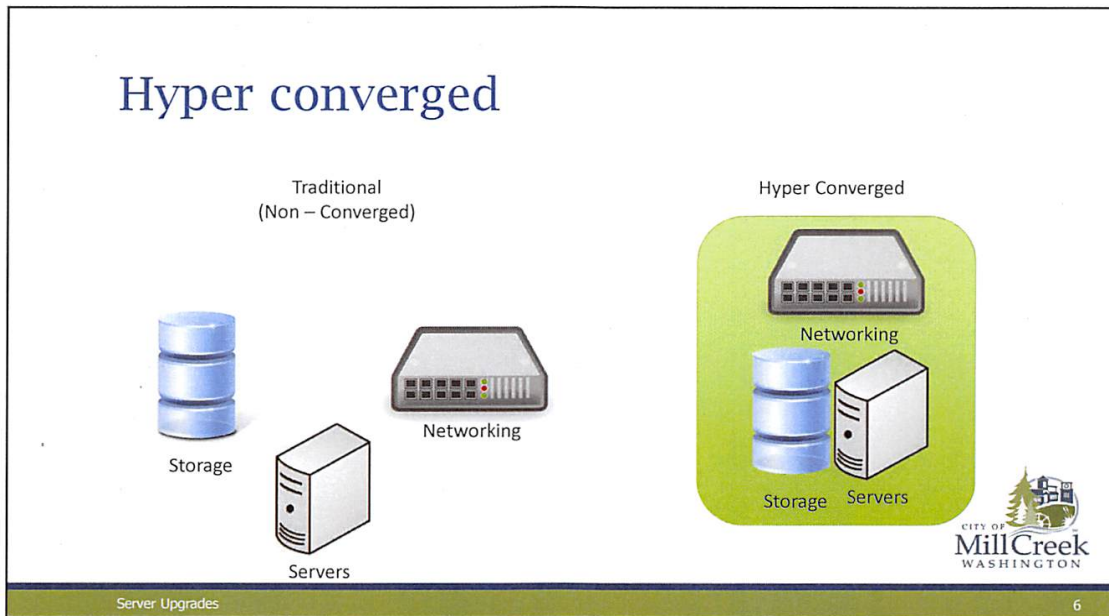 Hyper converged
Traditional
(Non – Converged)
Storage
Servers
Networking
Hyper Converged
Networking
Storage
Servers
CITY OF
Mill Creek
WASHINGTON
Server Upgrades
6